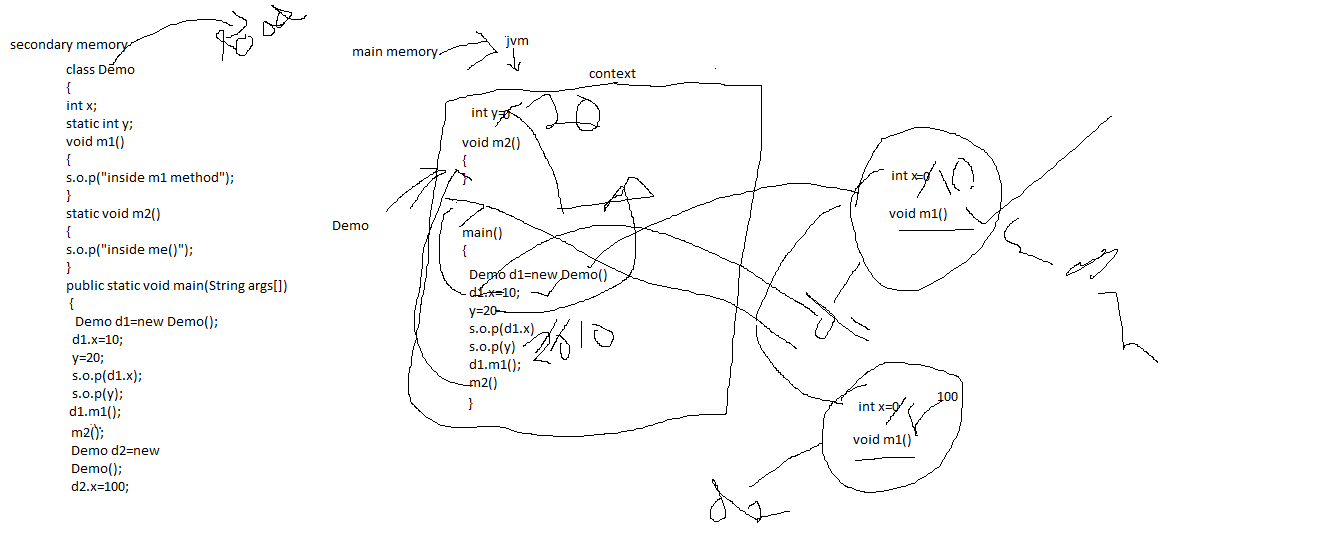 secondary memory
class Demo
{
int x;
static int y;
void m1()
{
s.o.p("inside m1 method");
}
static void m2()
{
s.o.p("inside me()");
}
public static void main(String args[])
{
Demo d1=new Demo();
d1.x=10;
y=20;
s.o.p(d1.x);
s.o.p(y);
d1.m1();
m2();
Demo d2=new
Demo();
d2.x=100;
main memory
jvm
context
Demo
int y=0
20
void m2()
{
}
main()
{
Demo d1=new Demo()
d1.x=10;
y=20
s.o.p(d1.x)
s.o.p(y)
d1.m1();
m2()
}
10
int x=0
10
void m1()
int x=0
100
void m1()
d2